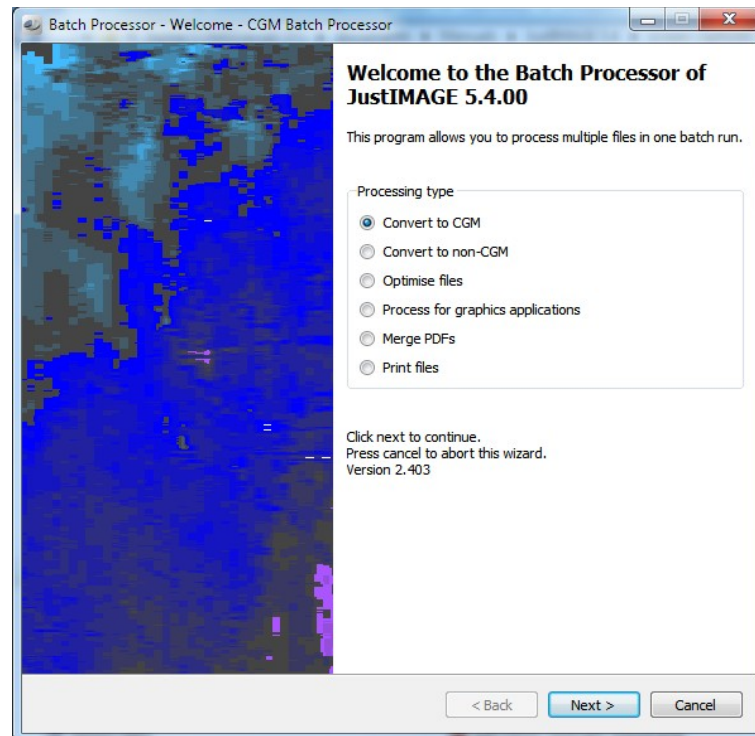 Batch Processor - Welcome - CGM Batch Processor
Welcome to the Batch Processor of
JustIMAGE 5.4.00
This program allows you to process multiple files in one batch run.
Processing type
Convert to CGM
Convert to non-CGM
Optimise files
Process for graphics applications
Merge PDFs
Print files
Click next to continue.
Press cancel to abort this wizard.
Version 2.403
< Back
Next >
Cancel